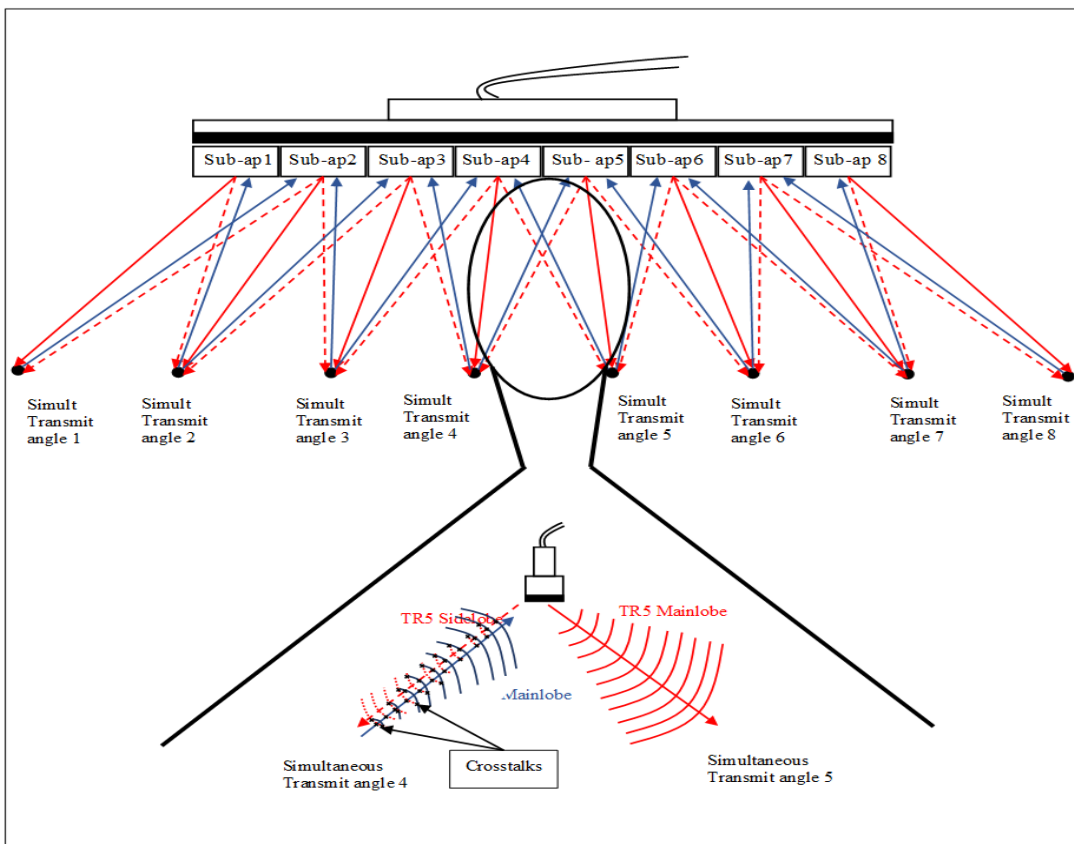 Sub-ap1 Sub-ap2 Sub-ap3 Sub-ap4 Sub- ap5 Sub-ap6 Sub-ap7 Sub-ap 8
Simult
Transmit
angle 1
Simult
Transmit
angle 2
Simult
Transmit
angle 3
Simult
Transmit
angle 4
Simult
Transmit
angle 5
Simult
Transmit
angle 6
Simult
Transmit
angle 7
Simult
Transmit
angle 8
TR5 Sidelobe
TR5 Mainlobe
Mainlobe
Simultaneous
Transmit angle 4
Crosstalks
Simultaneous
Transmit angle 5